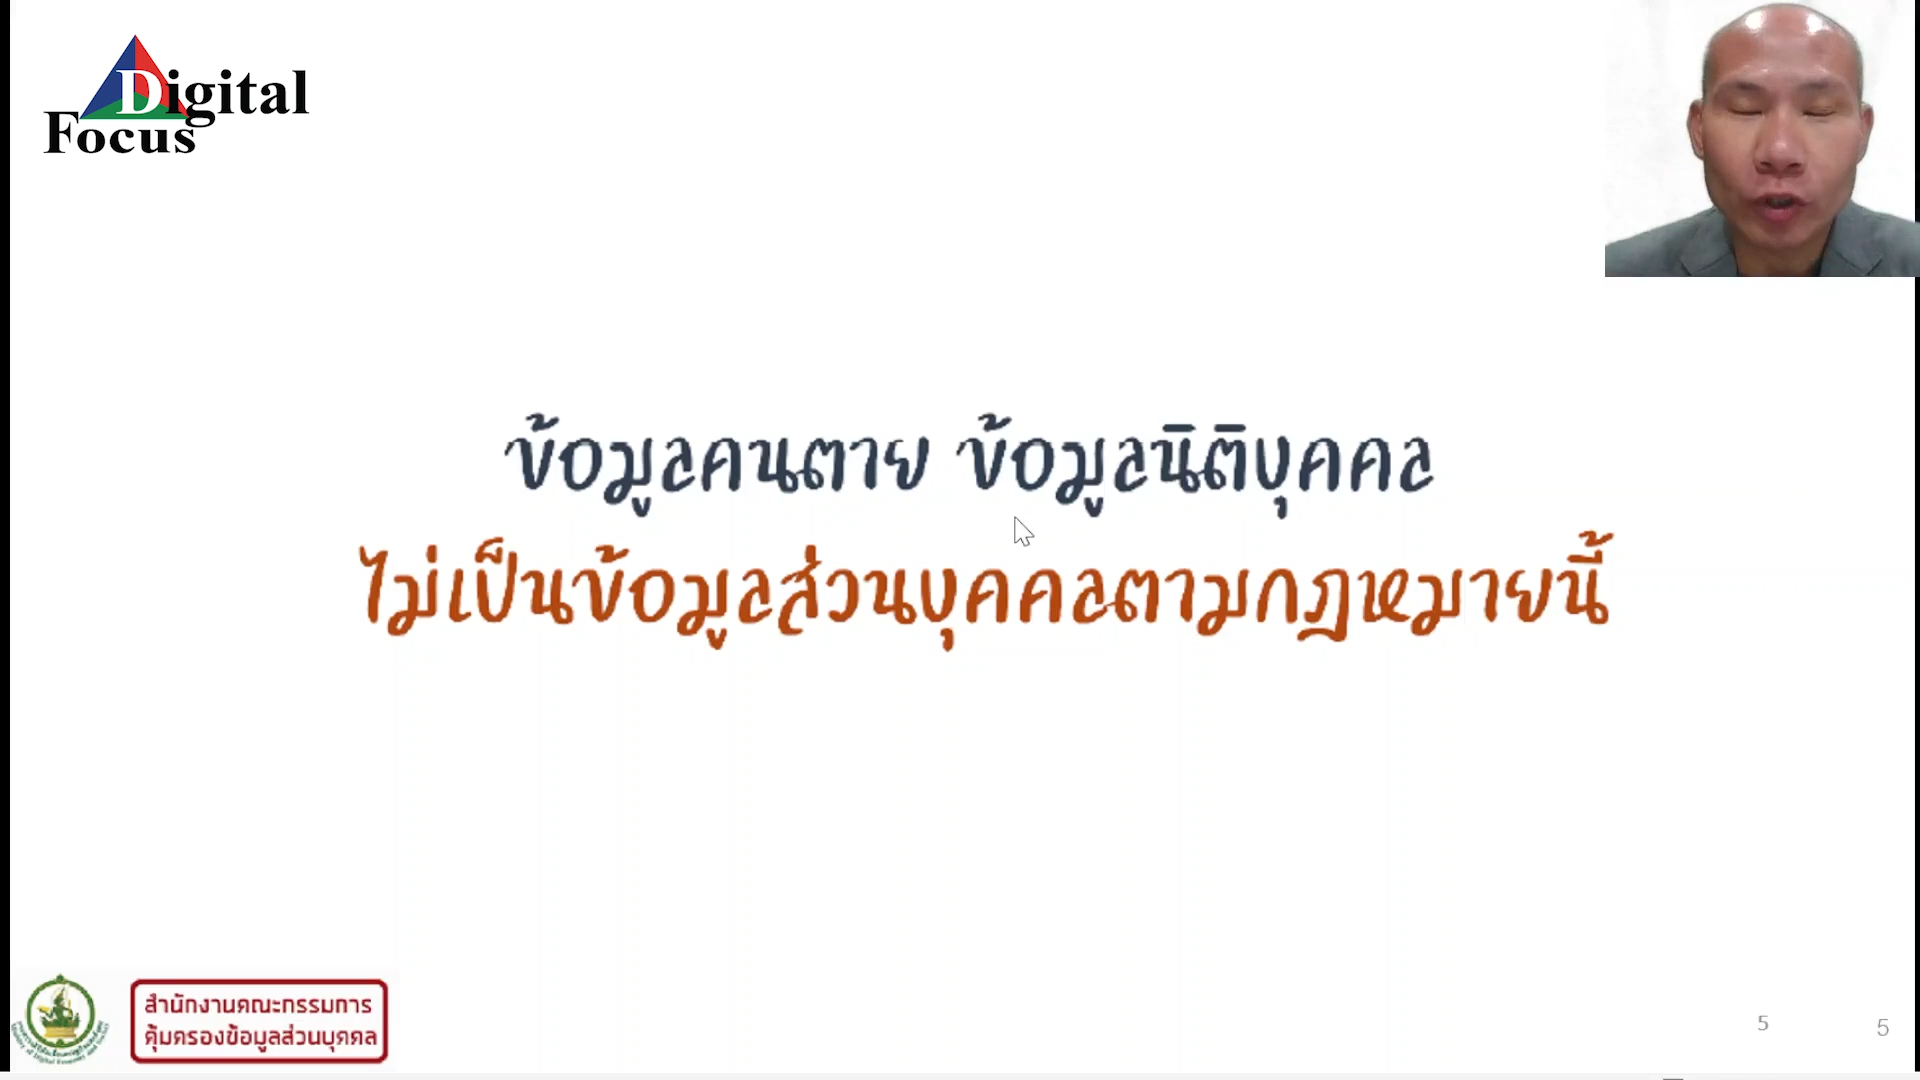 Digital
Focus
ข้อมูลคนตาย ข้อมูลนิติบุคคล
ไม่เป็นข้อมูลส่วนบุคคลตามกฎหมายนี้
สำนักงานคณะกรรมการ
คุ้มครองข้อมูลส่วนบุคคล
5
5